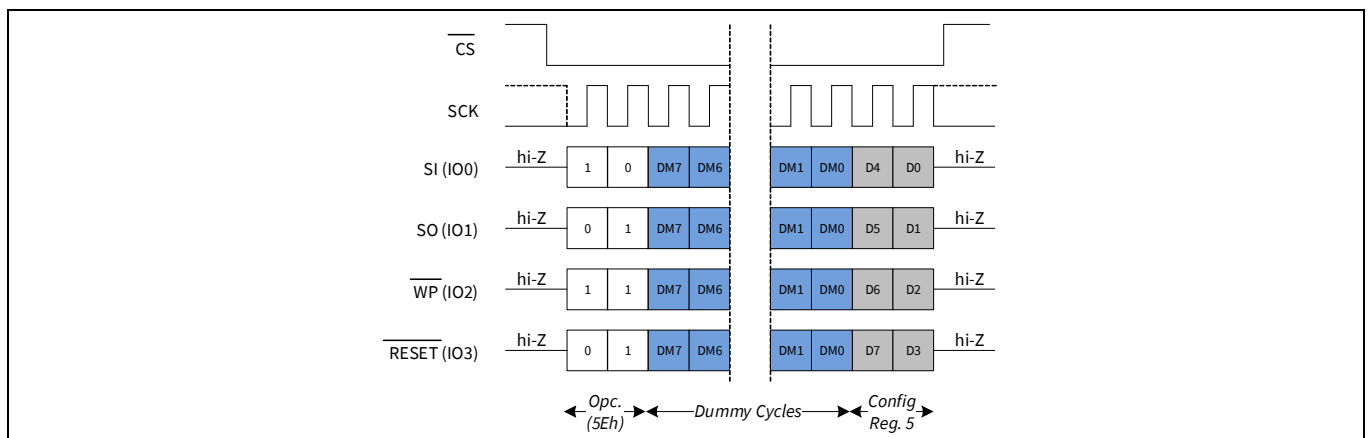 CS
SCK
SI (IO0) hi-Z 1 0 DM7 DM6 DM1 DM0 D4 D0 hi-Z
SO (IO1) hi-Z 0 1 DM7 DM6 DM1 DM0 D5 D1 hi-Z
WP (IO2) hi-Z 1 1 DM7 DM6 DM1 DM0 D6 D2 hi-Z
RESET (IO3) hi-Z 0 1 DM7 DM6 DM1 DM0 D7 D3 hi-Z
Opc. Dummy Cycles Config
(5Eh) Reg. 5